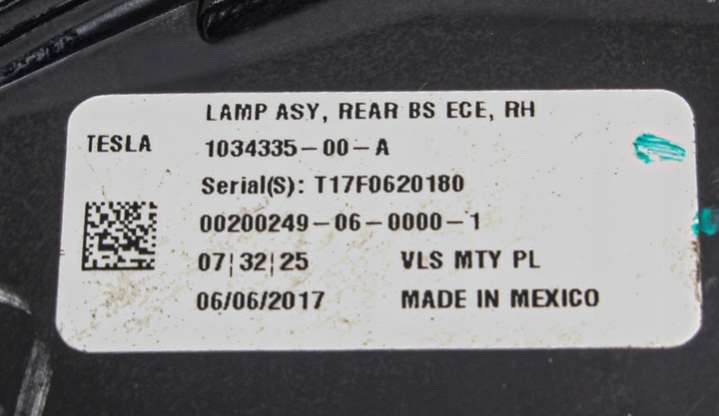 LAMP ASY, REAR BS ECE, RH
TESLA 1034335-00-A
Serial(S): T17F0620180
00200249-06-0000-1
07|32|25 VLS MTY PL
06/06/2017 MADE IN MEXICO